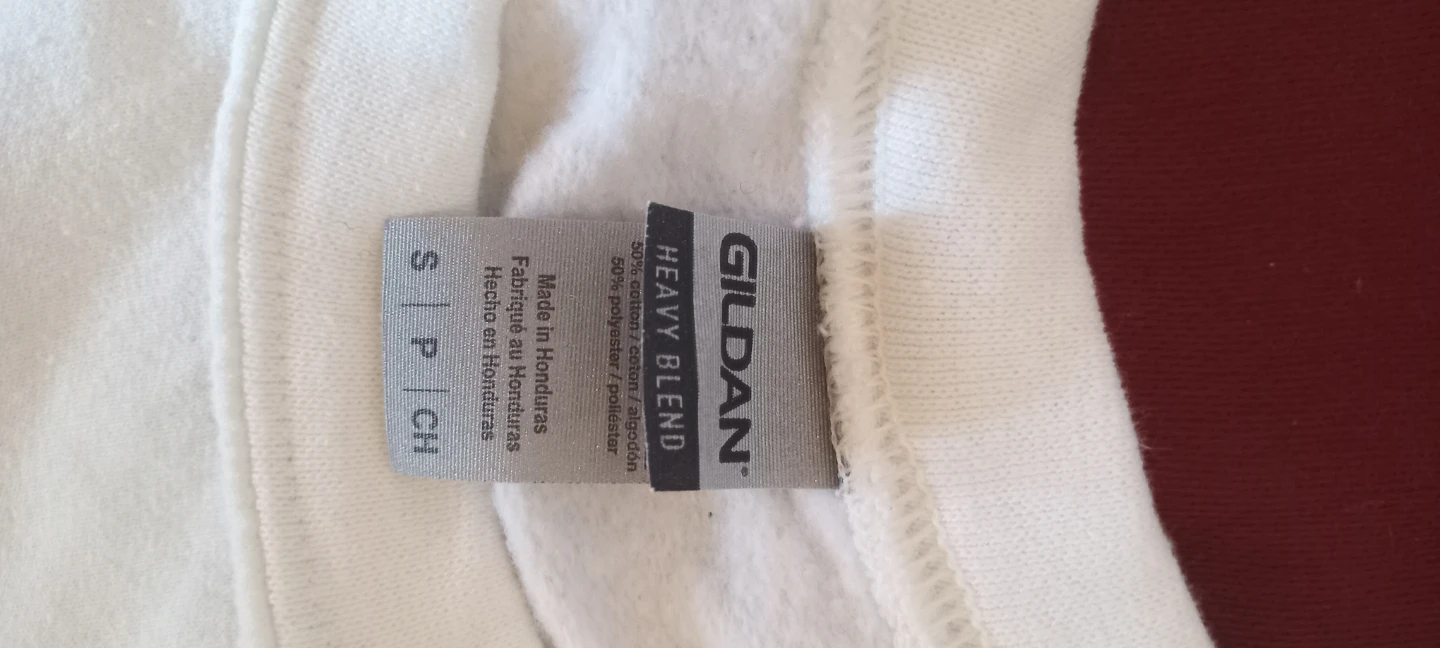 GILDAN®
HEAVY BLEND
50% cotton / coton / algodón
50% polyester / poliéster
Made in Honduras
Fabriqué au Honduras
Hecho en Honduras
S | P | CH